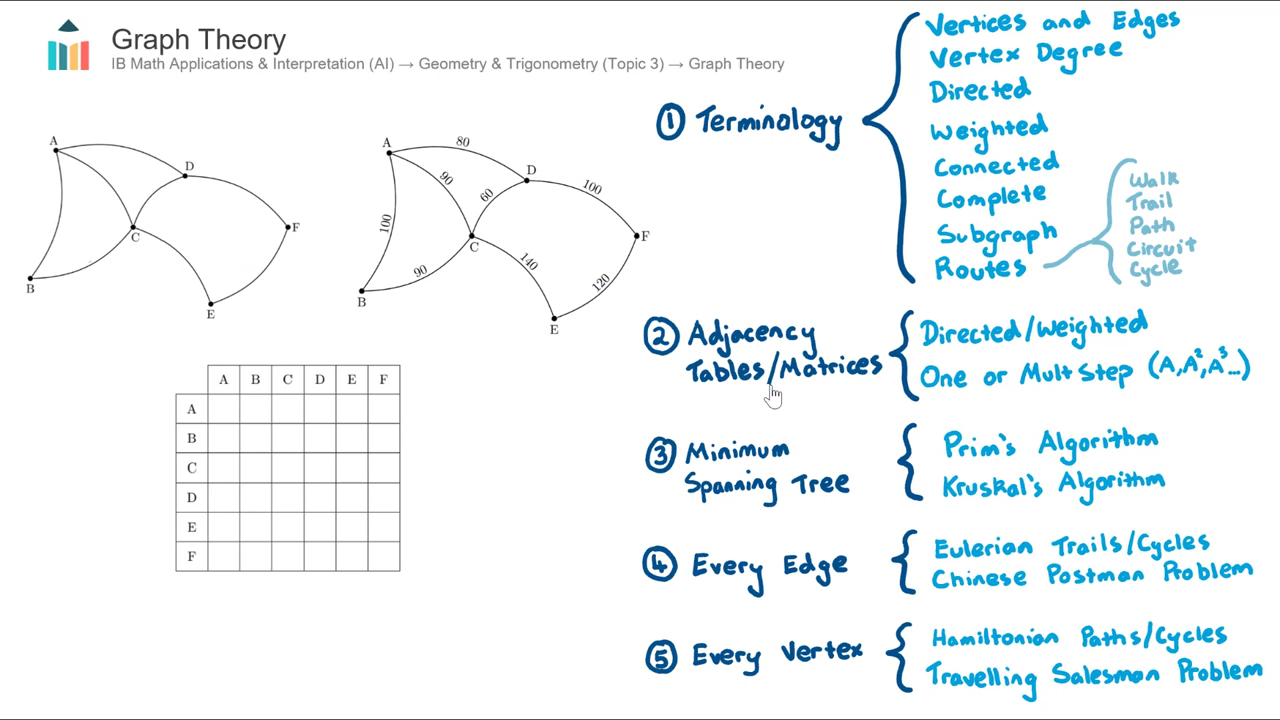 Graph Theory
IB Math Applications & Interpretation (AI) → Geometry & Trigonometry (Topic 3) → Graph Theory
A
D
F
C
B
E
A
80
D
90
60
100
F
100
C
90
140
120
B
E
A B C D E F
A
B
C
D
E
F
① Terminology
Vertices and Edges
Vertex Degree
Directed
Weighted
Connected
Complete
Subgraph
Routes
Walk
Trail
Path
Circuit
Cycle
② Adjacency
Tables/Matrices
Directed/Weighted
One or Mult Step (A, A², A³...)
③ Minimum
Spanning Tree
Prim's Algorithm
Kruskal's Algorithm
④ Every Edge
Eulerian Trails/Cycles
Chinese Postman Problem
⑤ Every Vertex
Hamiltonian Paths/Cycles
Travelling Salesman Problem